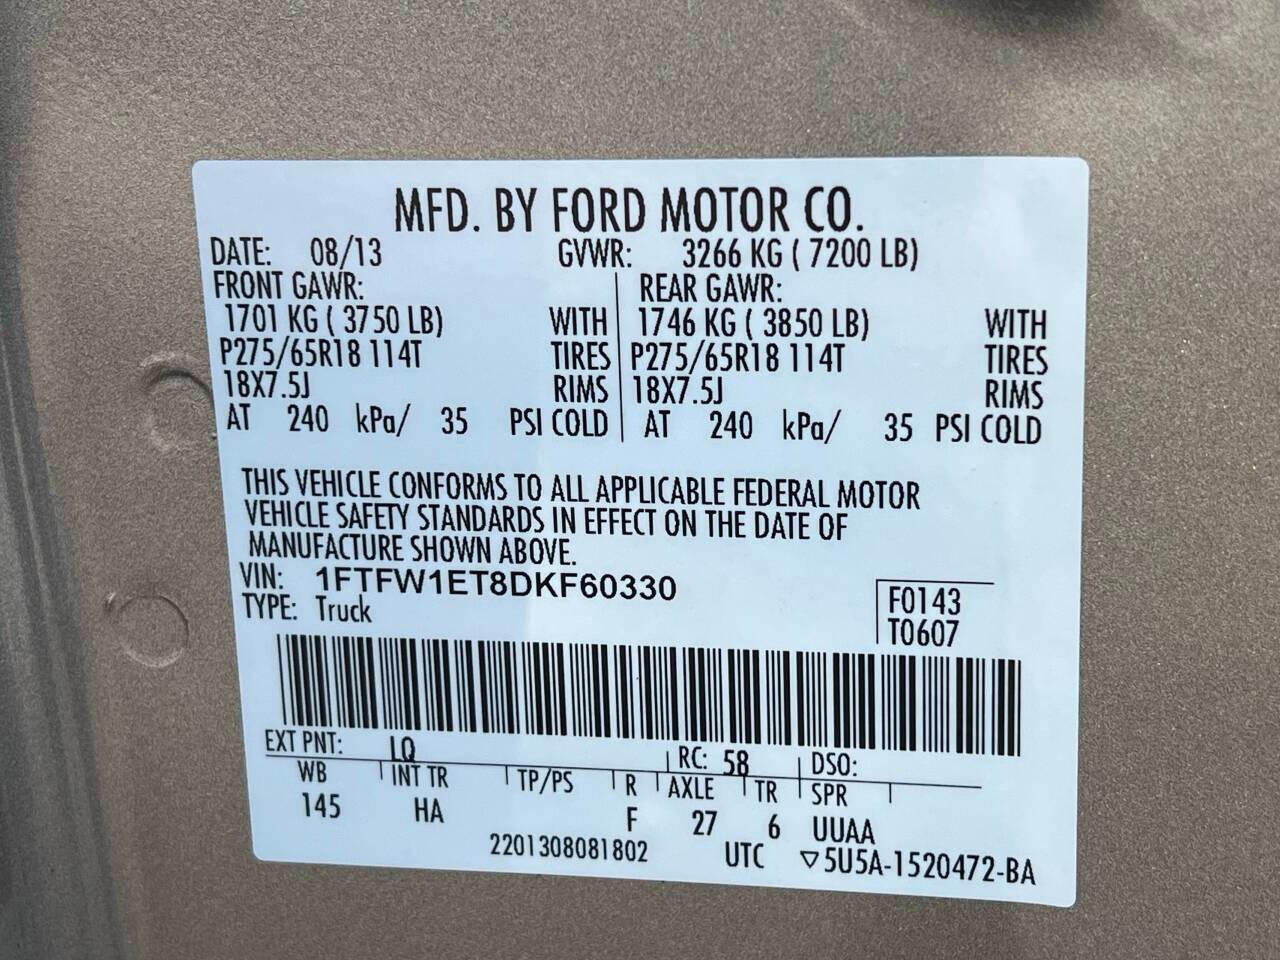 MFD. BY FORD MOTOR CO.
DATE: 08/13 GVWR: 3266 KG ( 7200 LB)
FRONT GAWR: REAR GAWR:
1701 KG ( 3750 LB) WITH 1746 KG ( 3850 LB) WITH
P275/65R18 114T TIRES P275/65R18 114T TIRES
18X7.5J RIMS 18X7.5J RIMS
AT 240 kPa/ 35 PSI COLD AT 240 kPa/ 35 PSI COLD
THIS VEHICLE CONFORMS TO ALL APPLICABLE FEDERAL MOTOR
VEHICLE SAFETY STANDARDS IN EFFECT ON THE DATE OF
MANUFACTURE SHOWN ABOVE.
VIN: 1FTFW1ET8DKF60330
TYPE: Truck
F0143
T0607
EXT PNT: LQ RC: 58 DSO:
WB INT TR TP/PS R AXLE TR SPR
145 HA F 27 6 UUAA
2201308081802 UTC ▽5U5A-1520472-BA